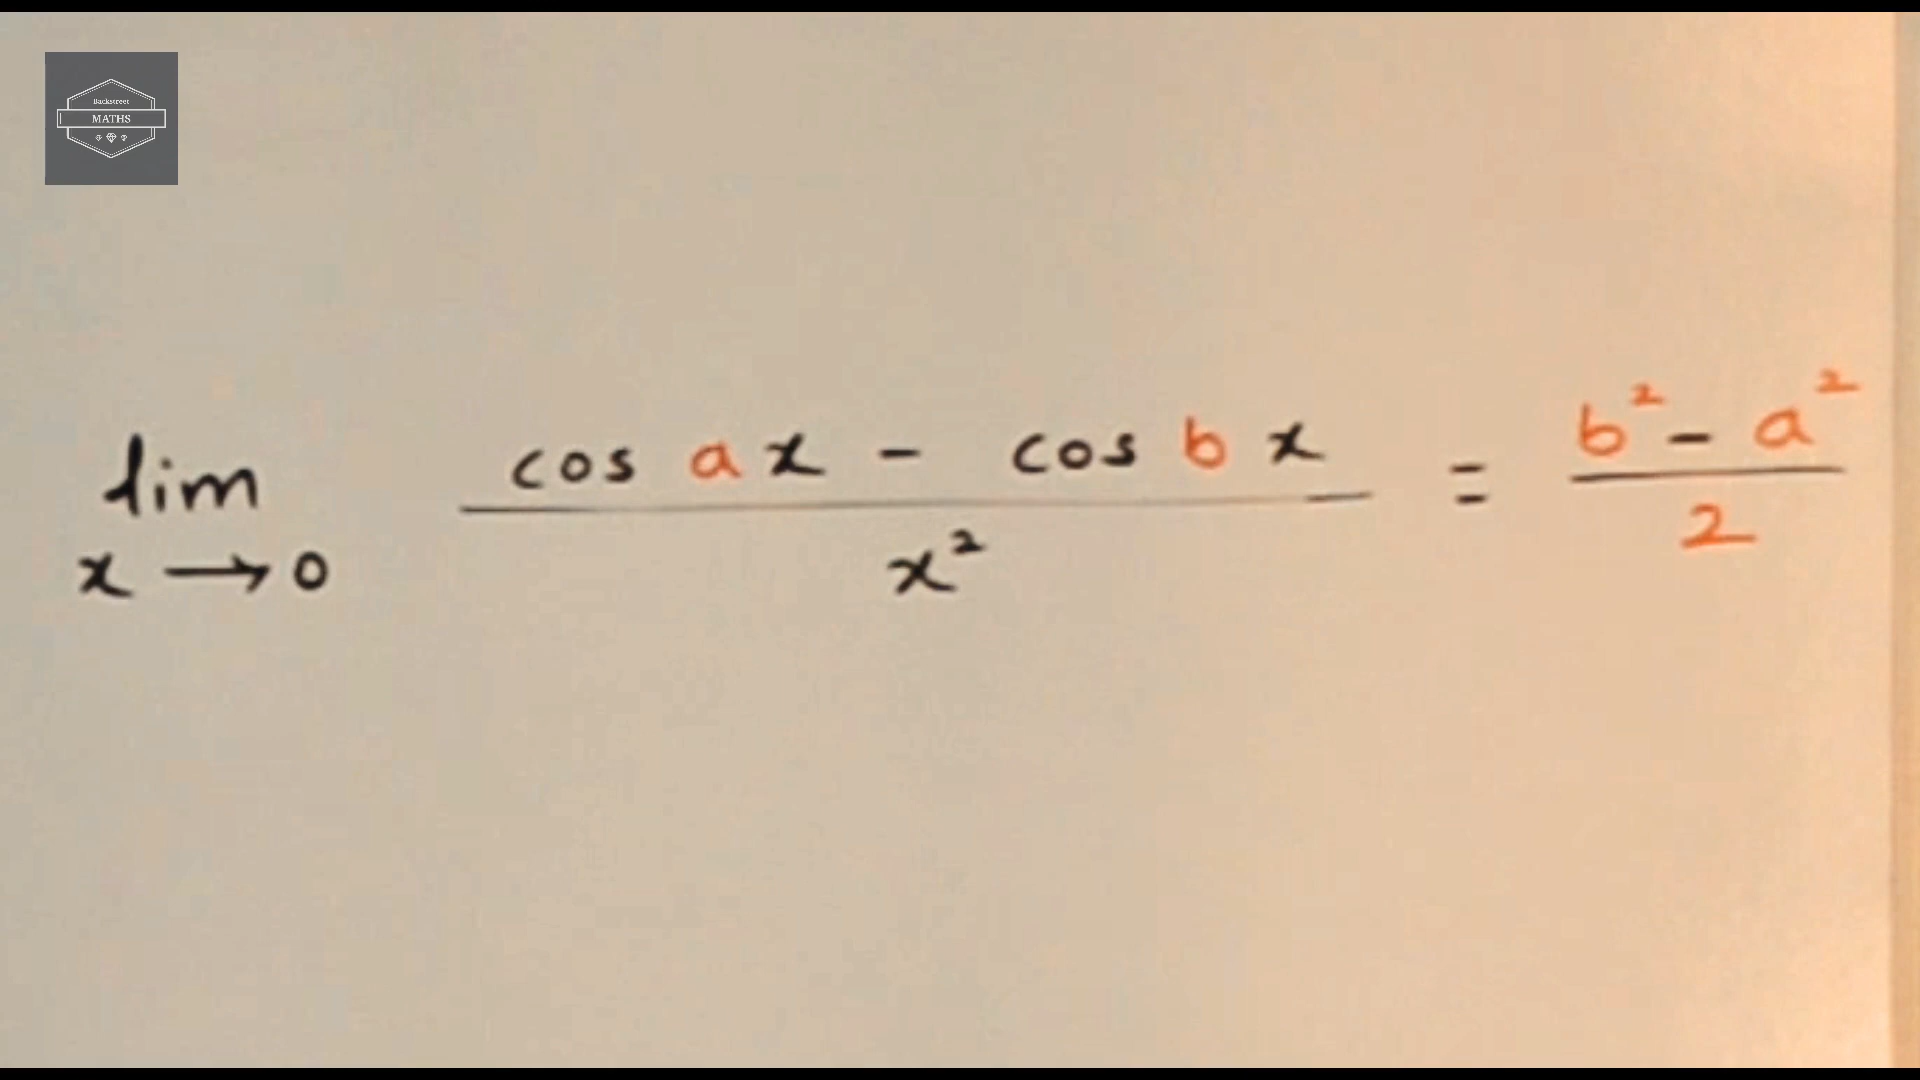 Backstreet
MATHS
lim x→0 (cos ax - cos bx) / x² = (b² - a²) / 2